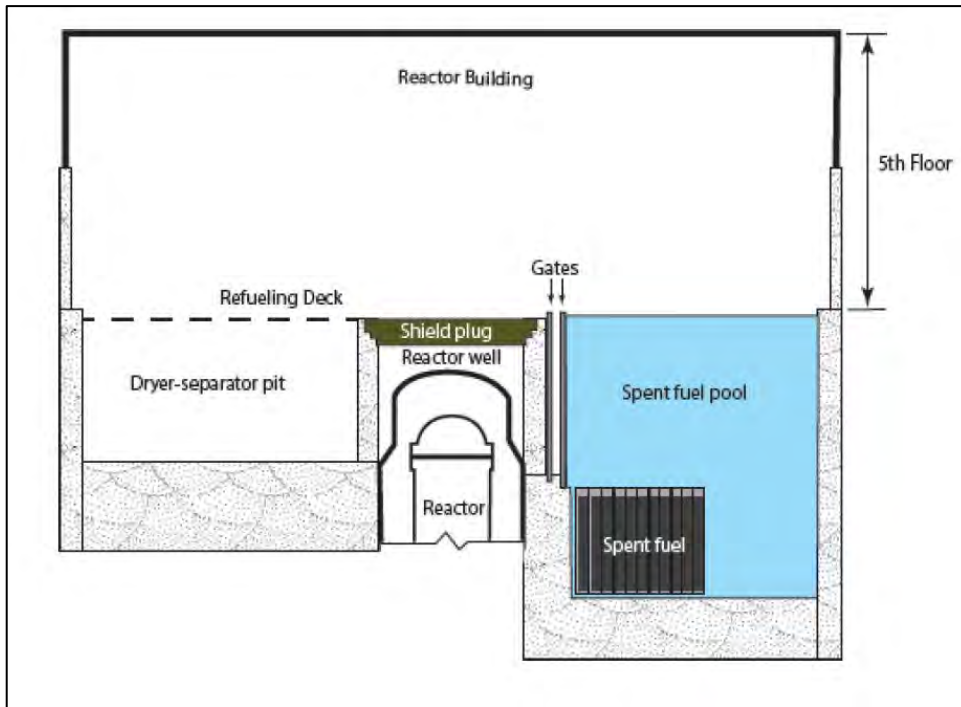 Reactor Building
5th Floor
Gates
Refueling Deck
Shield plug
Reactor well
Dryer-separator pit
Spent fuel pool
Reactor
Spent fuel